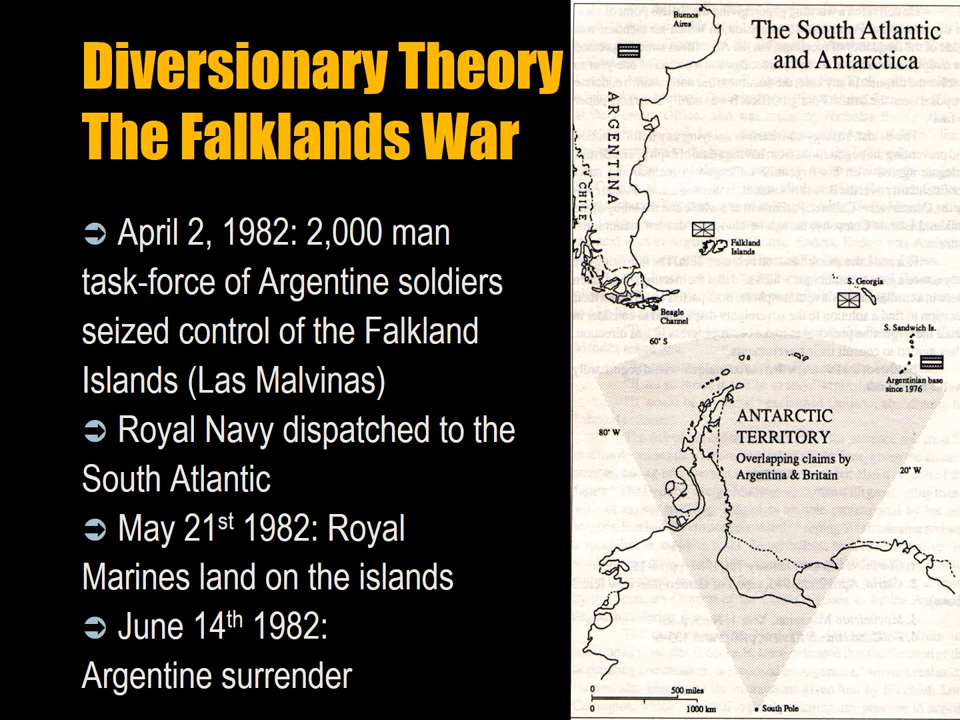 Diversionary Theory
The Falklands War
➲ April 2, 1982: 2,000 man
task-force of Argentine soldiers
seized control of the Falkland
Islands (Las Malvinas)
➲ Royal Navy dispatched to the
South Atlantic
➲ May 21st 1982: Royal
Marines land on the islands
➲ June 14th 1982:
Argentine surrender
The South Atlantic
and Antarctica
Buenos
Aires
ARGENTINA
CHILE
Falkland
Islands
S. Georgia
Beagle
Channel
S. Sandwich Is.
60° S
Argentinian base
since 1976
ANTARCTIC
TERRITORY
Overlapping claims by
Argentina & Britain
80° W
20° W
0 500 miles
0 1000 km
South Pole